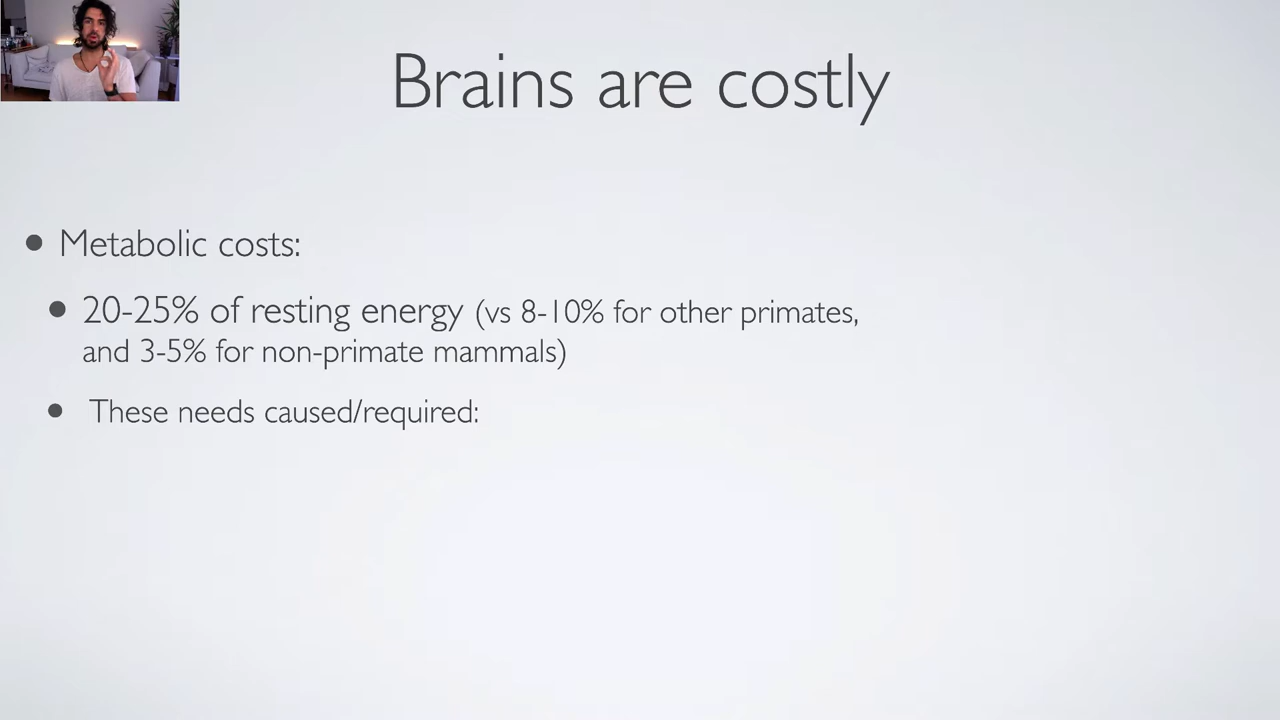 Brains are costly
Metabolic costs:
20-25% of resting energy (vs 8-10% for other primates,
and 3-5% for non-primate mammals)
These needs caused/required: